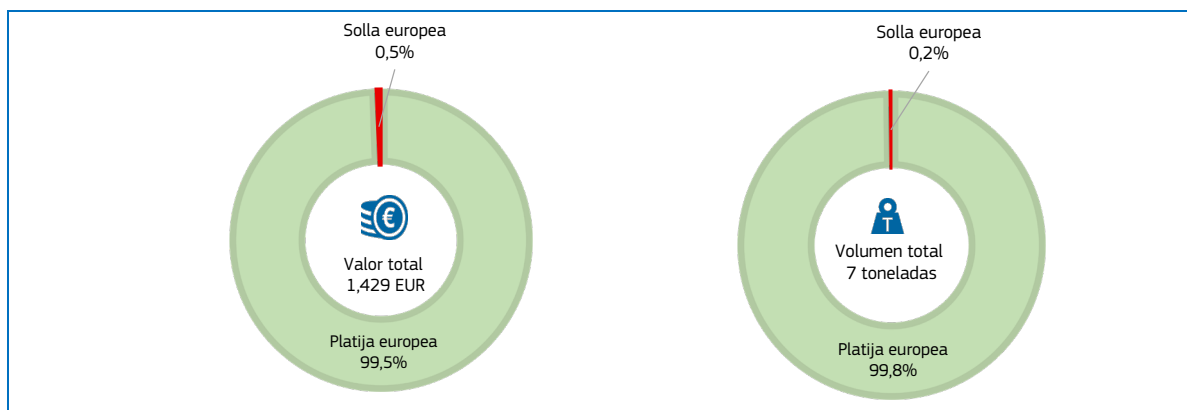 Solla europea
0,5%
Valor total
1,429 EUR
Platija europea
99,5%
Solla europea
0,2%
T
Volumen total
7 toneladas
Platija europea
99,8%